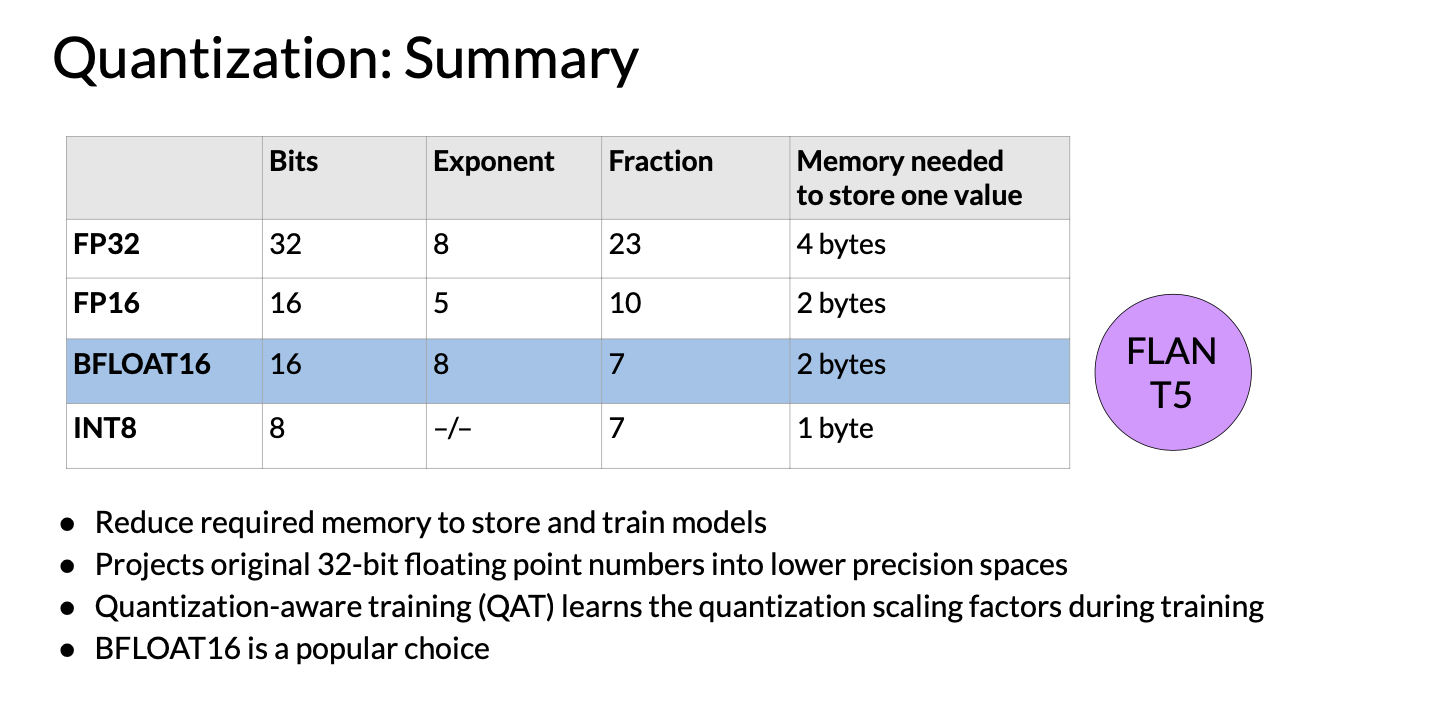 Quantization: Summary
Bits Exponent Fraction Memory needed
to store one value
FP32 32 8 23 4 bytes
FP16 16 5 10 2 bytes
BFLOAT16 16 8 7 2 bytes
INT8 8 –/– 7 1 byte
FLAN
T5
● Reduce required memory to store and train models
● Projects original 32-bit floating point numbers into lower precision spaces
● Quantization-aware training (QAT) learns the quantization scaling factors during training
● BFLOAT16 is a popular choice